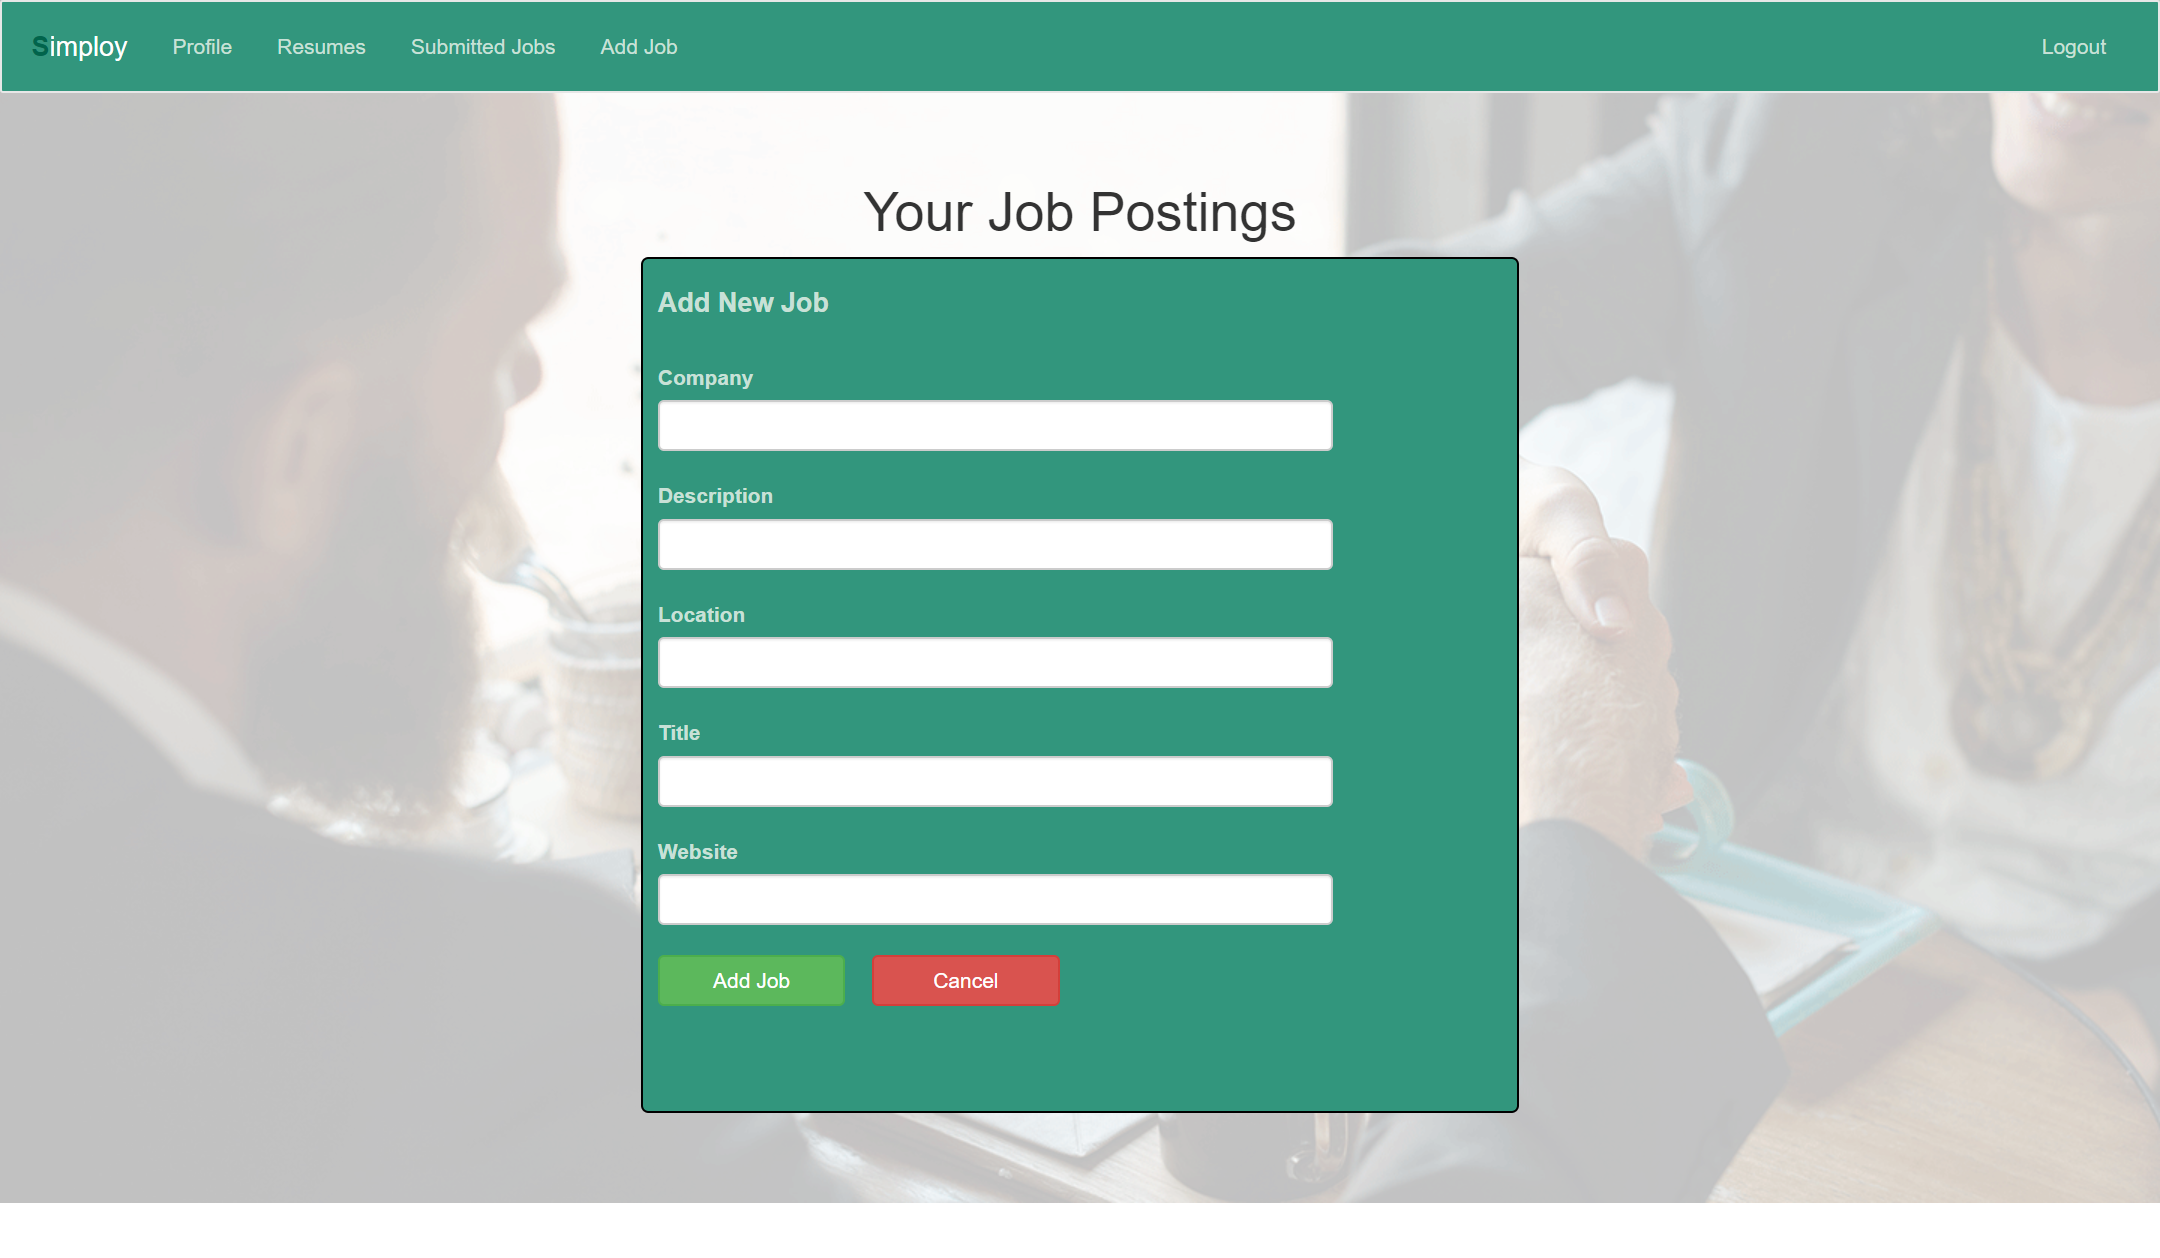 Simploy Profile Resumes Submitted Jobs Add Job Logout
Your Job Postings
Add New Job
Company
Description
Location
Title
Website
Add Job Cancel